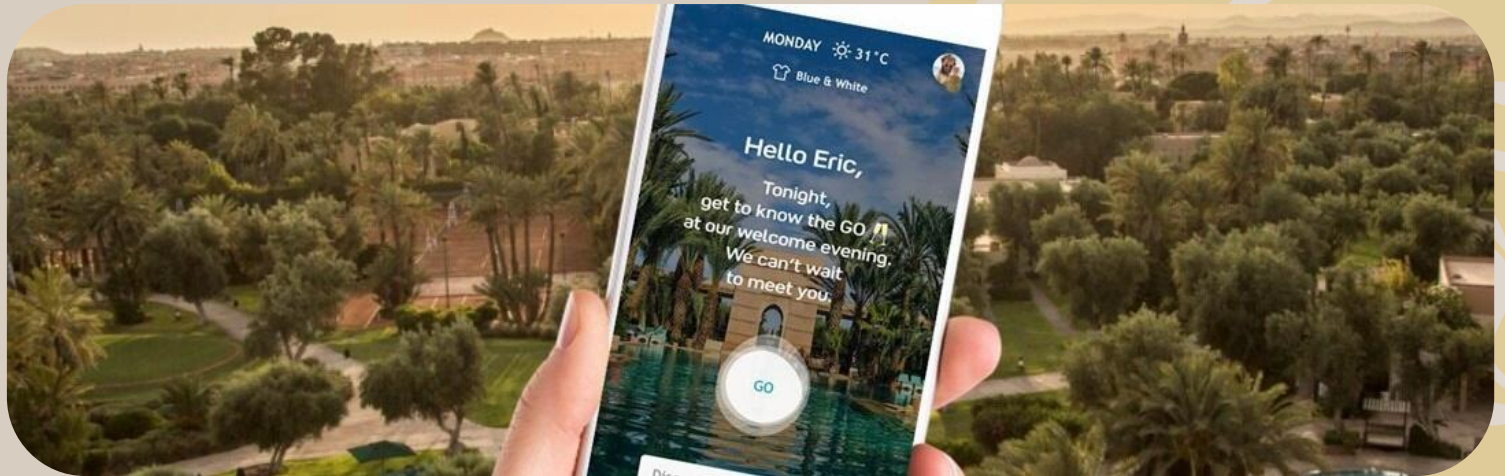 MONDAY 31°C
Blue & White
Hello Eric,
Tonight,
get to know the GO 🥂
at our welcome evening.
We can't wait
to meet you.
GO